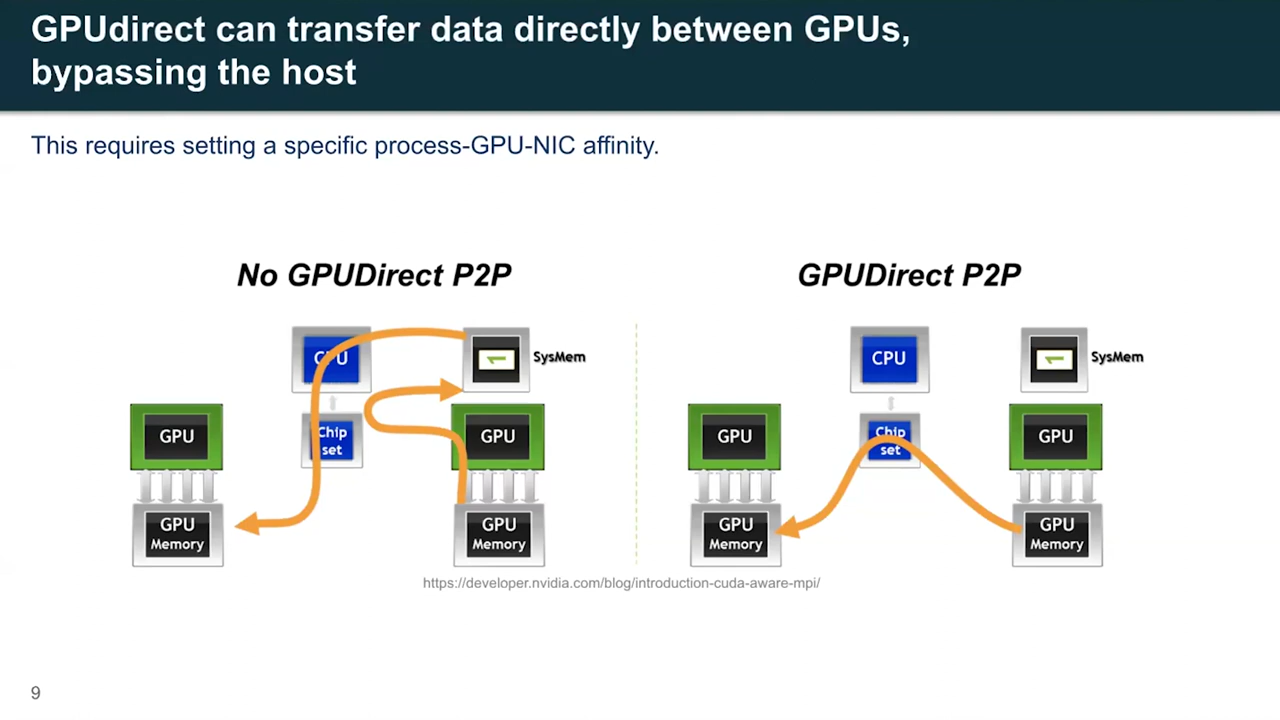 GPUdirect can transfer data directly between GPUs,
bypassing the host
This requires setting a specific process-GPU-NIC affinity.
No GPUDirect P2P
GPUDirect P2P
CPU
1
SysMem
CPU
1
SysMem
GPU
Chip
set
GPU
GPU
Chip
set
GPU
GPU
Memory
GPU
Memory
GPU
Memory
GPU
Memory
https://developer.nvidia.com/blog/introduction-cuda-aware-mpi/
9